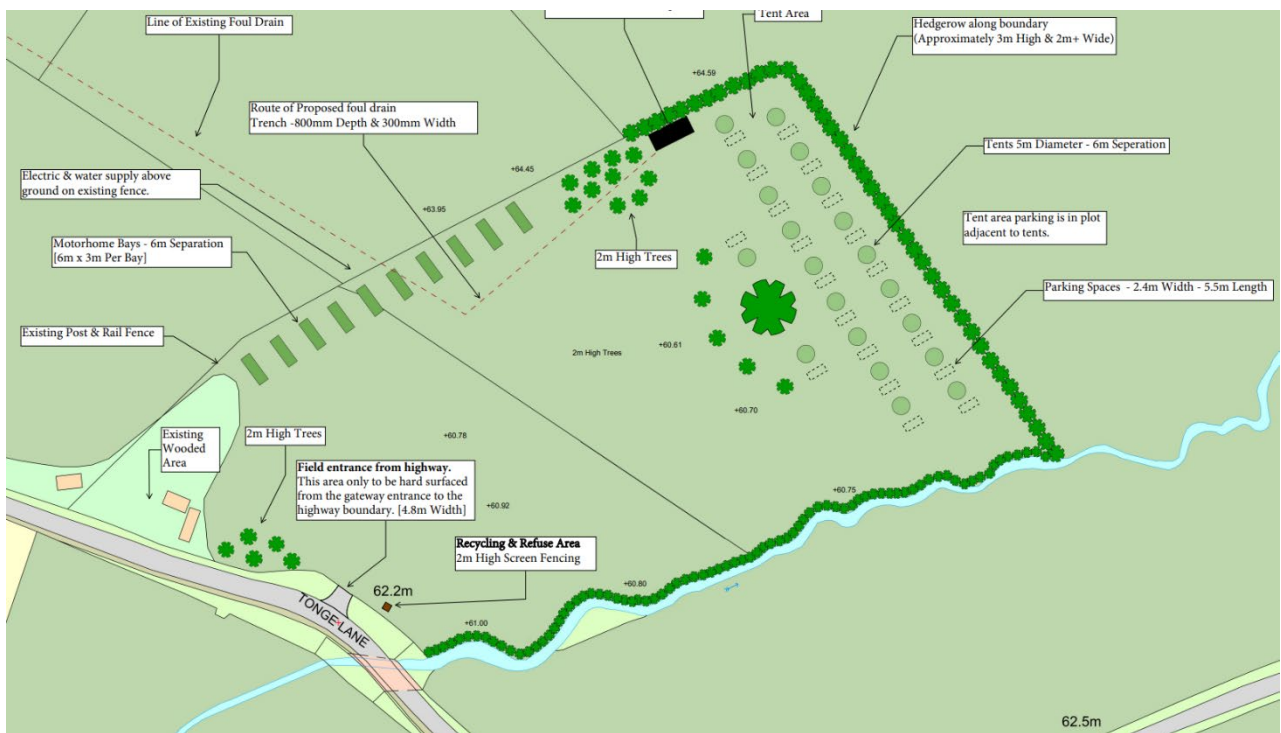 Tent Area
Line of Existing Foul Drain
Hedgerow along boundary
(Approximately 3m High & 2m+ Wide)
+64.59
Route of Proposed foul drain
Trench -800mm Depth & 300mm Width
Tents 5m Diameter - 6m Seperation
+64.45
Electric & water supply above
ground on existing fence.
+63.95
Tent area parking is in plot
adjacent to tents.
Motorhome Bays - 6m Separation
[6m x 3m Per Bay]
2m High Trees
Parking Spaces - 2.4m Width - 5.5m Length
Existing Post & Rail Fence
2m High Trees
+60.61
+60.70
Existing
Wooded
Area
2m High Trees
+60.78
Field entrance from highway.
This area only to be hard surfaced
from the gateway entrance to the
highway boundary. [4.8m Width]
+60.92
+60.75
Recycling & Refuse Area
2m High Screen Fencing
62.2m
+60.80
TONGE LANE
+61.00
62.5m